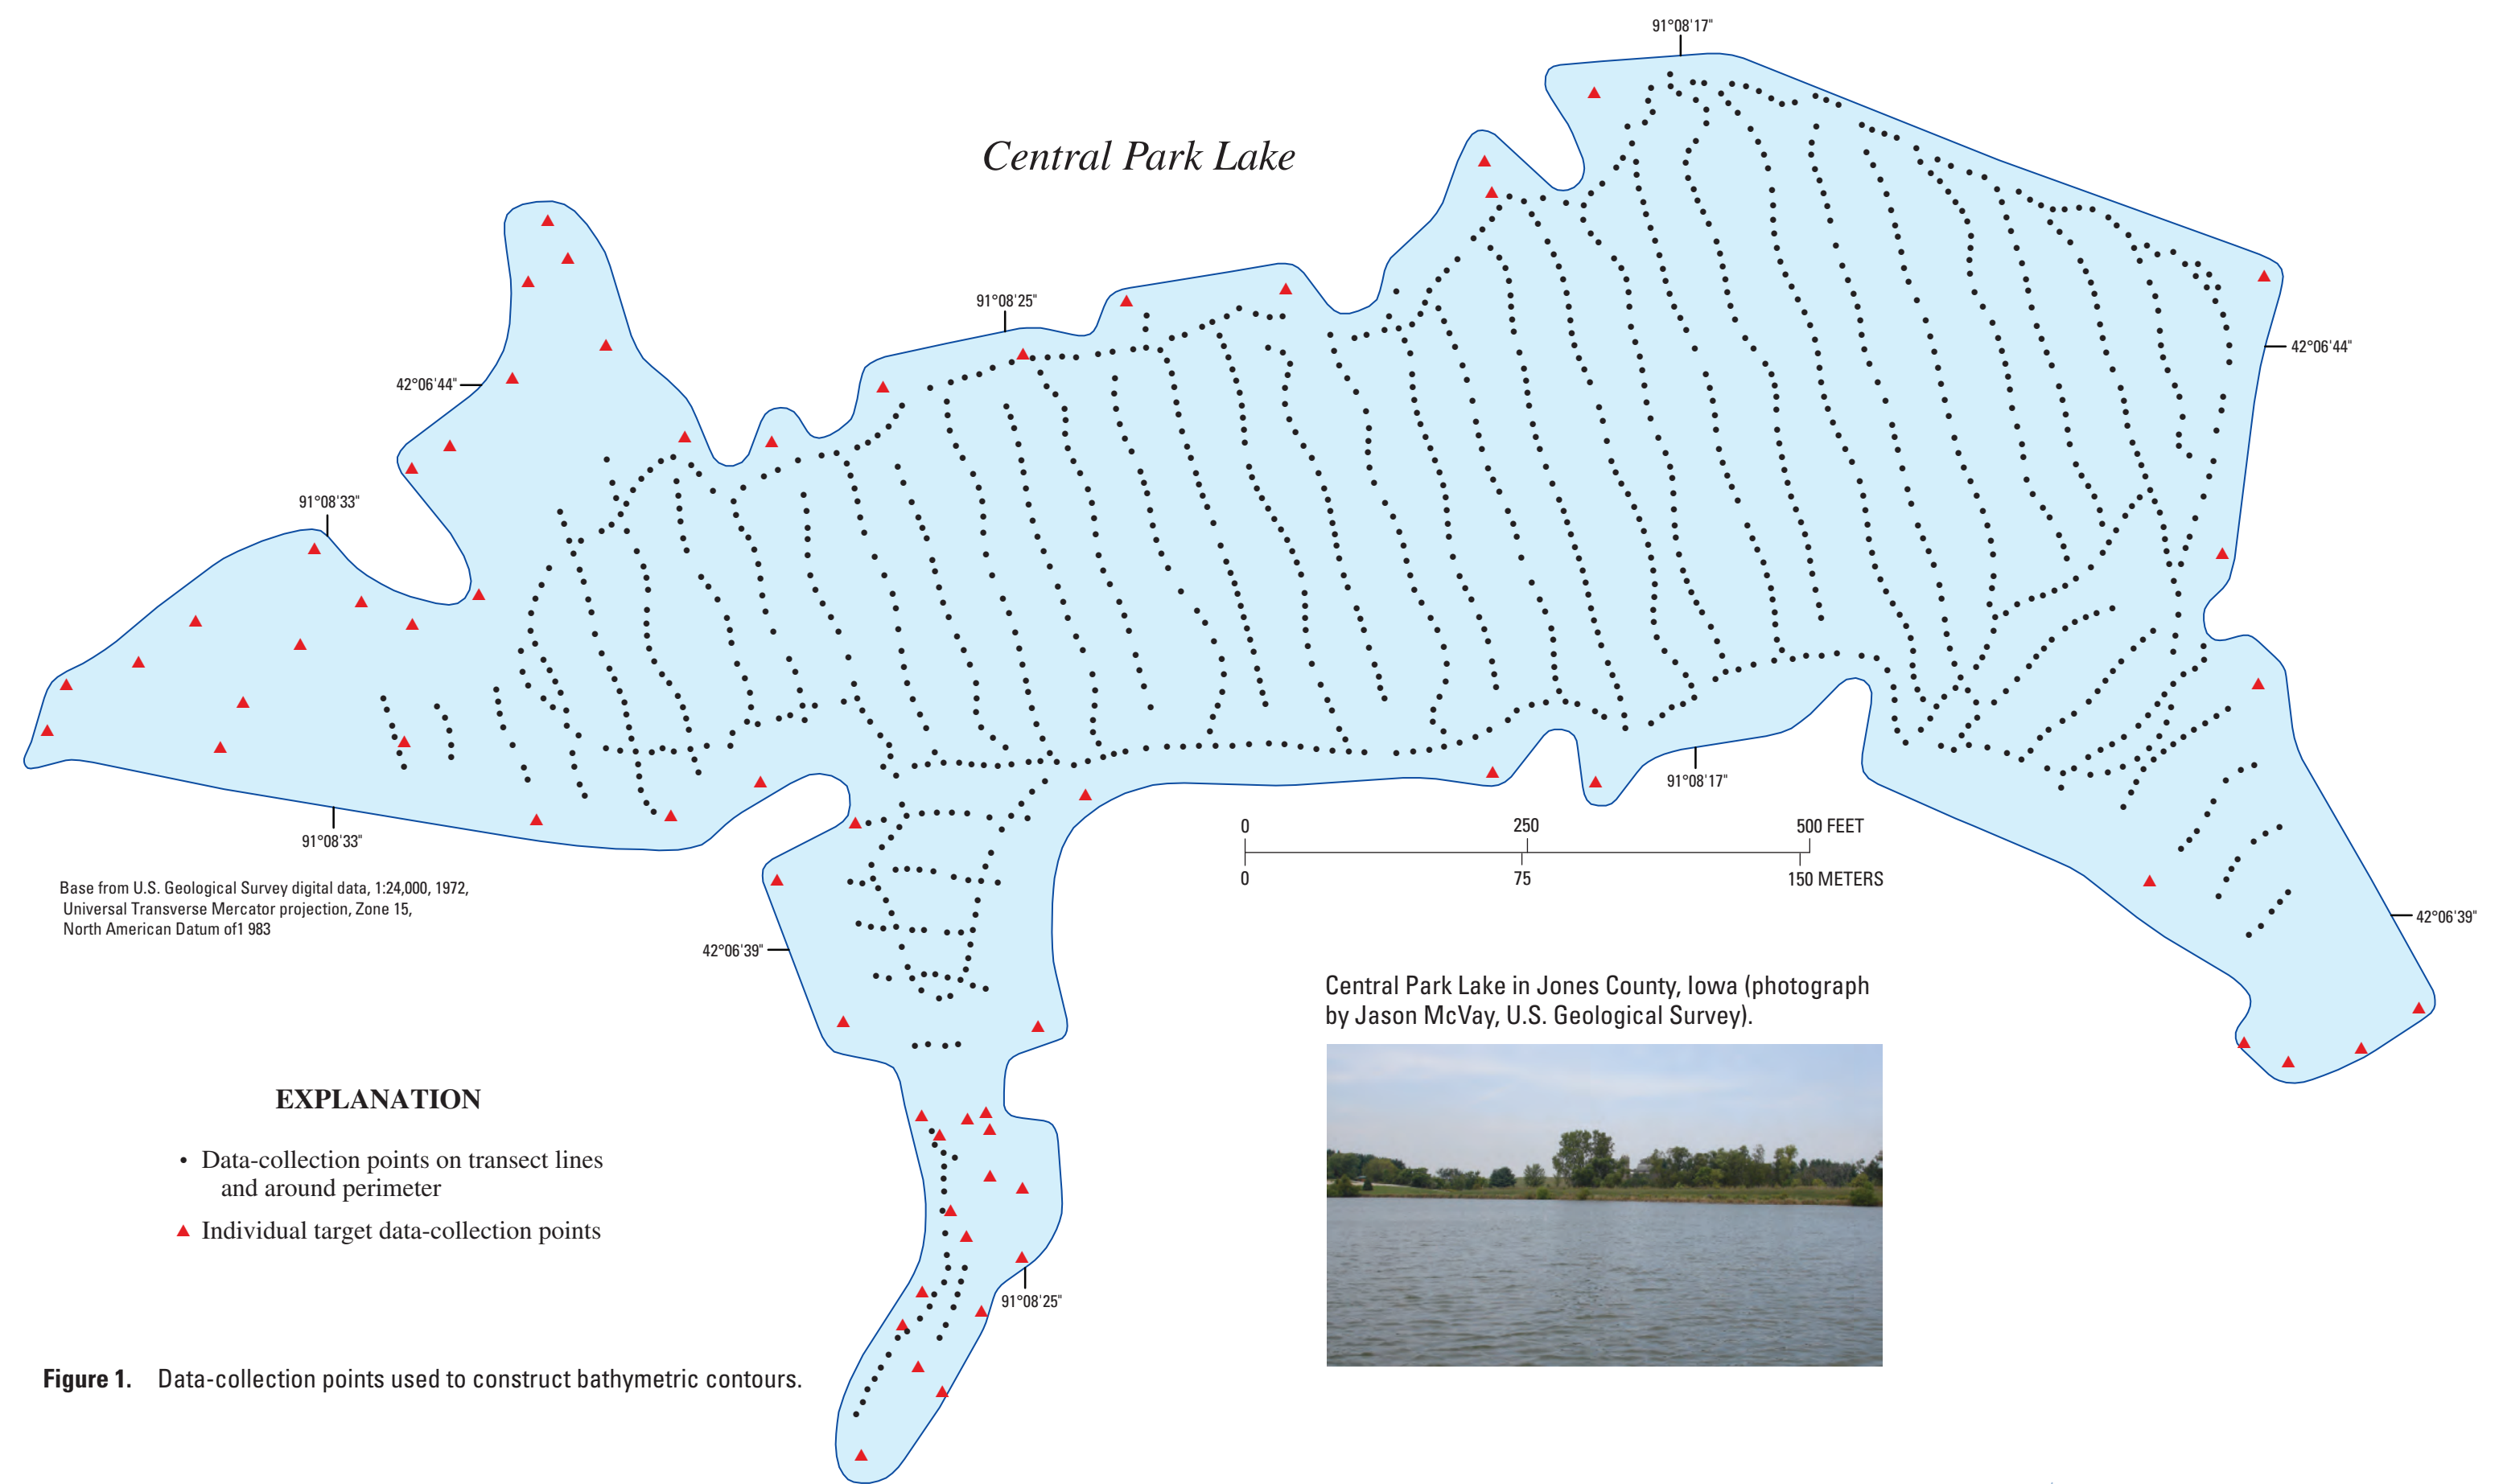 91°08'17"
Central Park Lake
91°08'25"
42°06'44"
42°06'44"
91°08'33"
91°08'17"
91°08'33"
0 250 500 FEET
0 75 150 METERS
Base from U.S. Geological Survey digital data, 1:24,000, 1972,
Universal Transverse Mercator projection, Zone 15,
North American Datum of1 983
42°06'39"
42°06'39"
Central Park Lake in Jones County, Iowa (photograph
by Jason McVay, U.S. Geological Survey).
EXPLANATION
Data-collection points on transect lines
and around perimeter
Individual target data-collection points
91°08'25"
Figure 1. Data-collection points used to construct bathymetric contours.